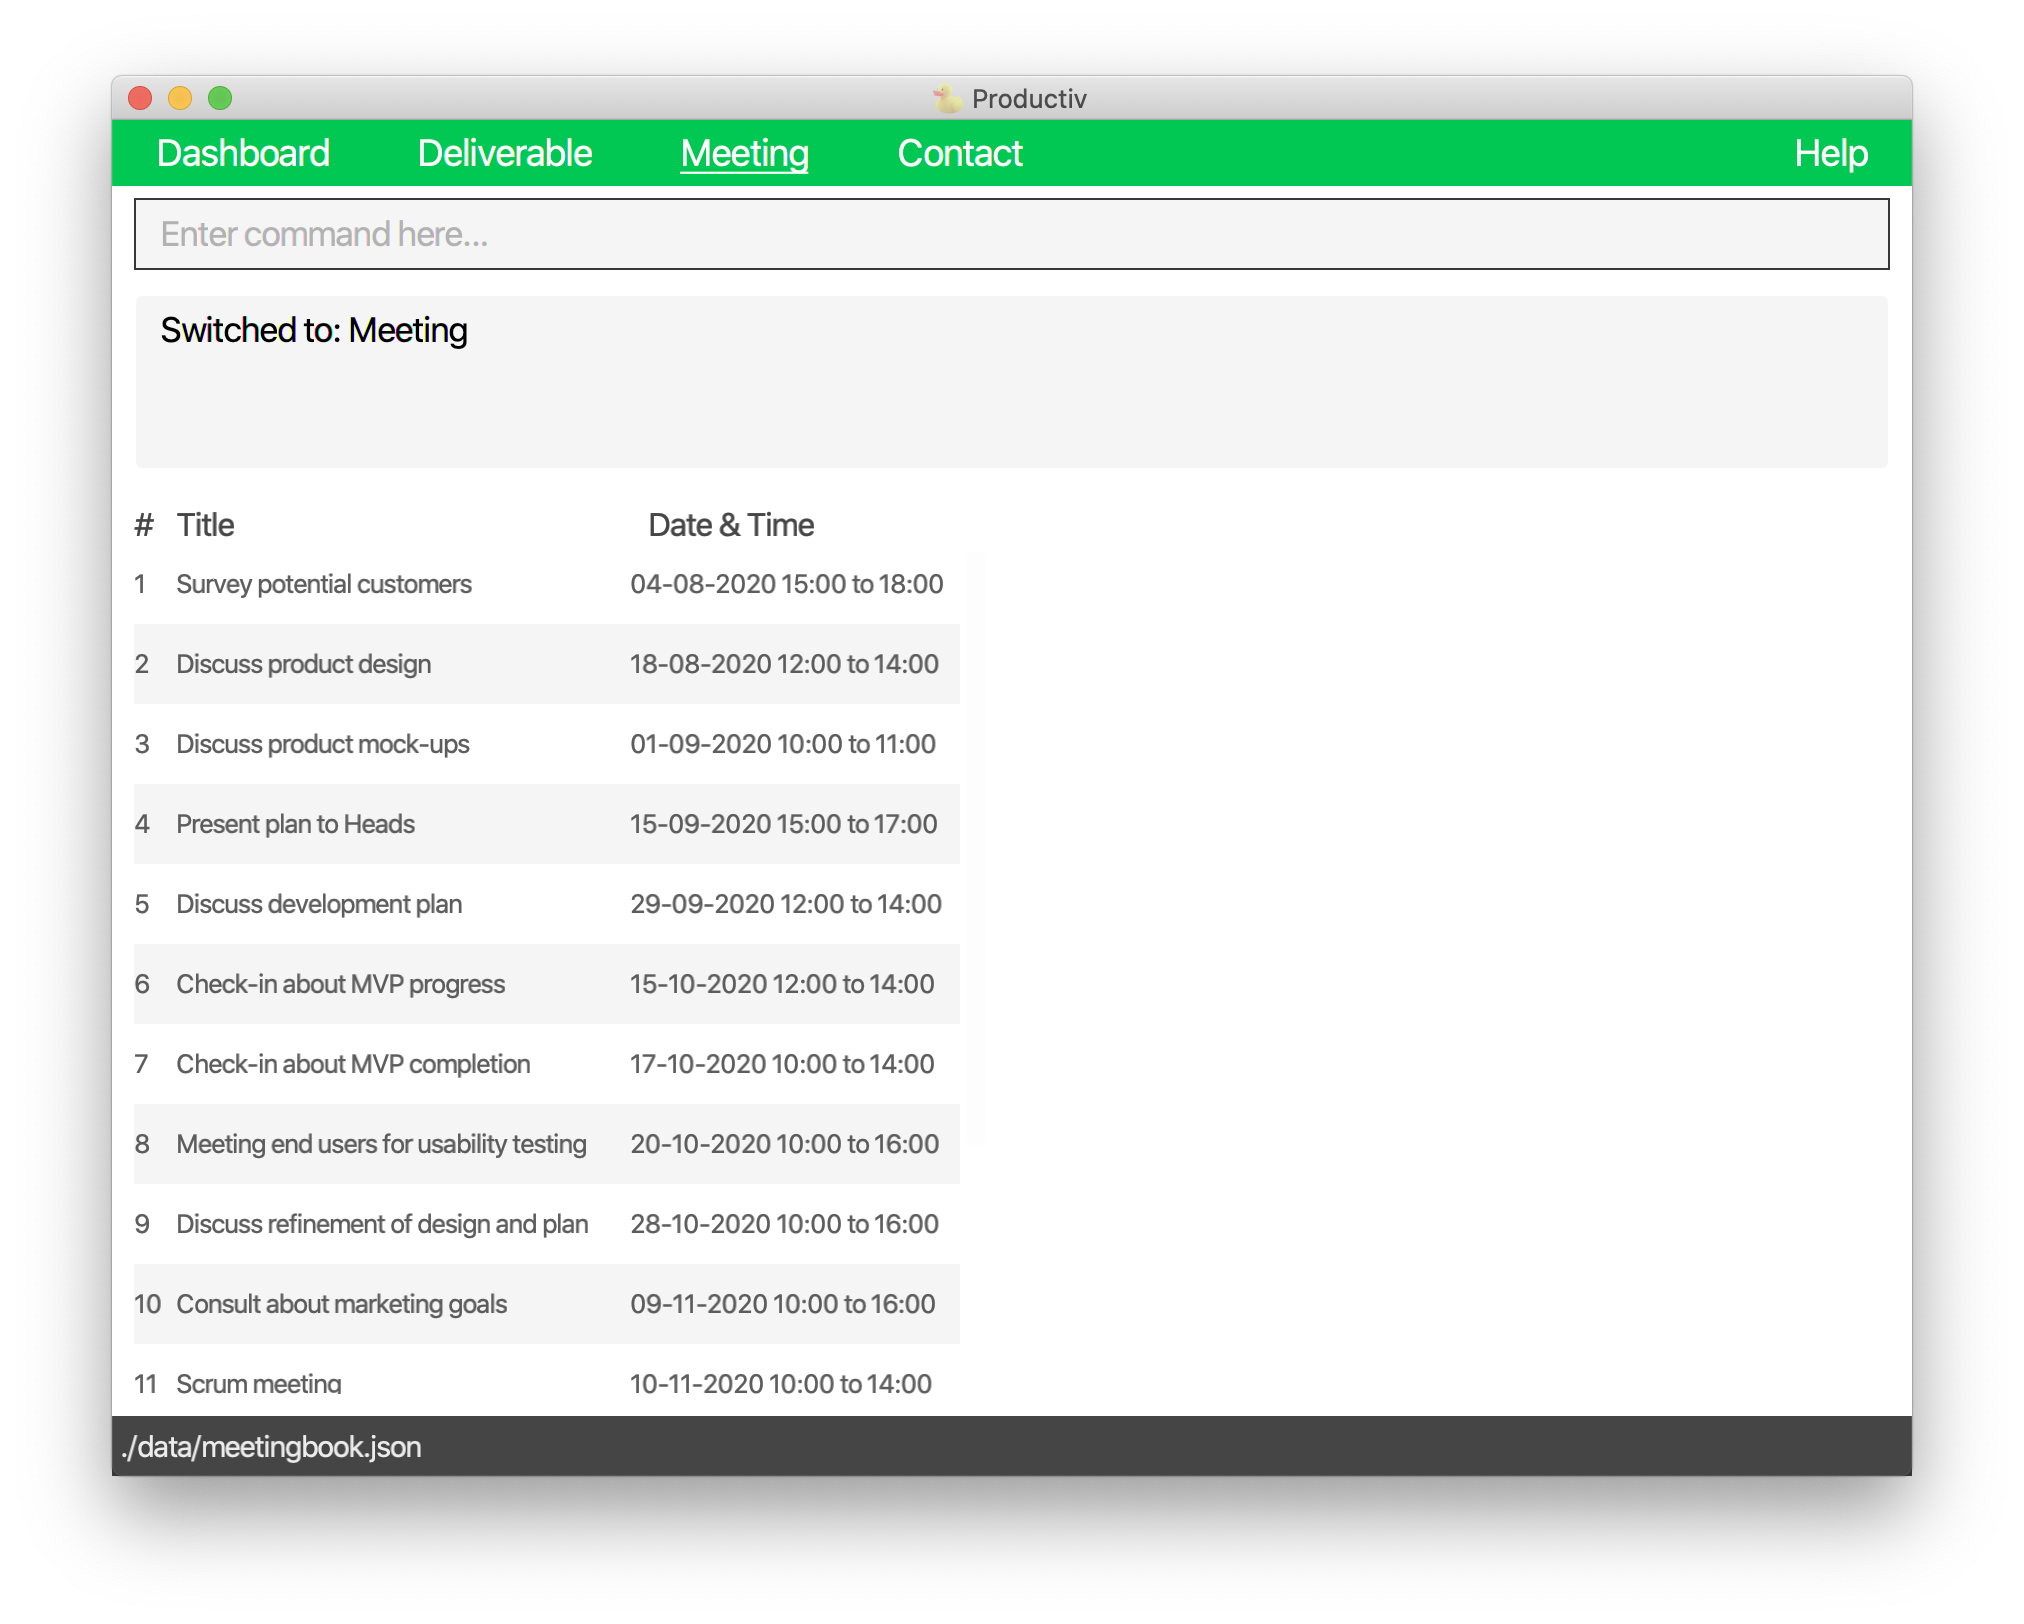 Productiv
Dashboard Deliverable Meeting Contact Help
Enter command here...
Switched to: Meeting
# Title Date & Time
1 Survey potential customers 04-08-2020 15:00 to 18:00
2 Discuss product design 18-08-2020 12:00 to 14:00
3 Discuss product mock-ups 01-09-2020 10:00 to 11:00
4 Present plan to Heads 15-09-2020 15:00 to 17:00
5 Discuss development plan 29-09-2020 12:00 to 14:00
6 Check-in about MVP progress 15-10-2020 12:00 to 14:00
7 Check-in about MVP completion 17-10-2020 10:00 to 14:00
8 Meeting end users for usability testing 20-10-2020 10:00 to 16:00
9 Discuss refinement of design and plan 28-10-2020 10:00 to 16:00
10 Consult about marketing goals 09-11-2020 10:00 to 16:00
11 Scrum meeting 10-11-2020 10:00 to 14:00
./data/meetingbook.json